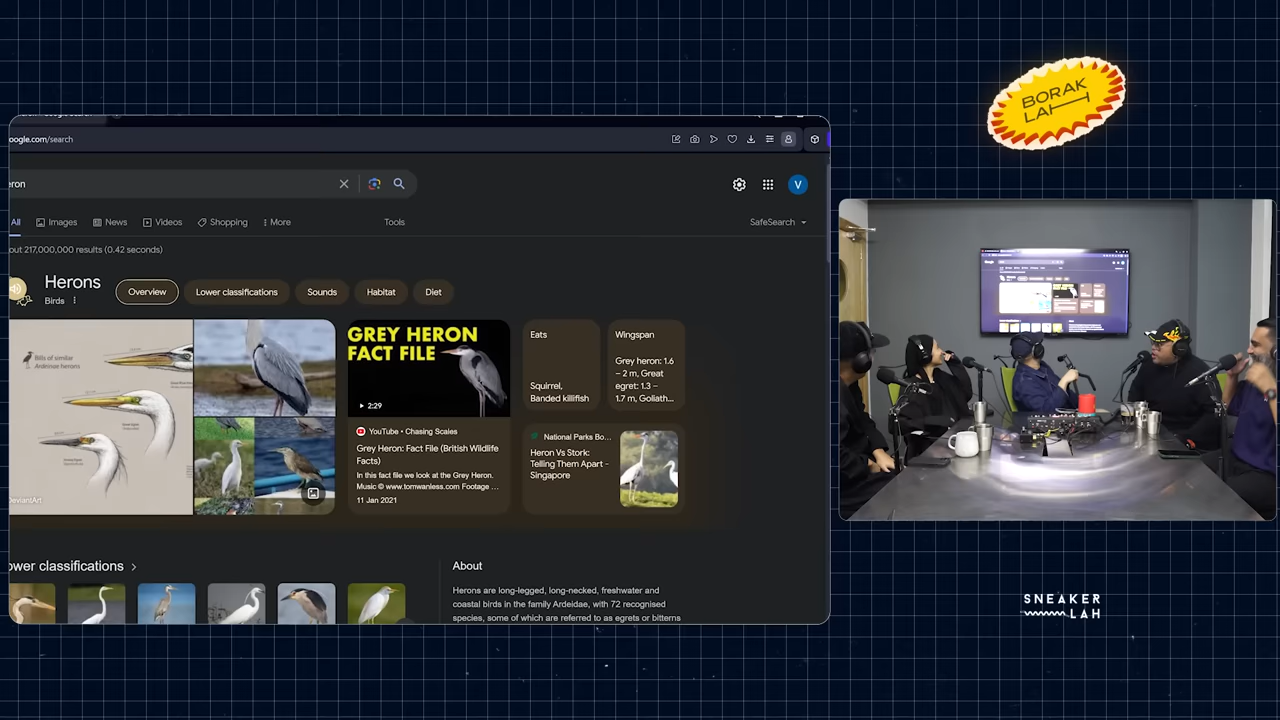 BORAK
LAH
oogle.com/search
eron
All
Images
News
Videos
Shopping
More
Tools
SafeSearch
V
out 217,000,000 results (0.42 seconds)
Herons
Birds
Overview
Lower classifications
Sounds
Habitat
Diet
Bills of similar
Ardeidae herons
DeviantArt
GREY HERON
FACT FILE
2:29
YouTube • Chasing Scales
Grey Heron: Fact File (British Wildlife
Facts)
In this fact file we look at the Grey Heron.
Music © www.tomwanless.com Footage ...
11 Jan 2021
Eats
Squirrel,
Banded killifish
Wingspan
Grey heron: 1.6
– 2 m, Great
egret: 1.3 –
1.7 m, Goliath...
National Parks Bo...
Heron Vs Stork:
Telling Them Apart -
Singapore
ower classifications
About
Herons are long-legged, long-necked, freshwater and
coastal birds in the family Ardeidae, with 72 recognised
species, some of which are referred to as egrets or bitterns
SNEAKER
LAH